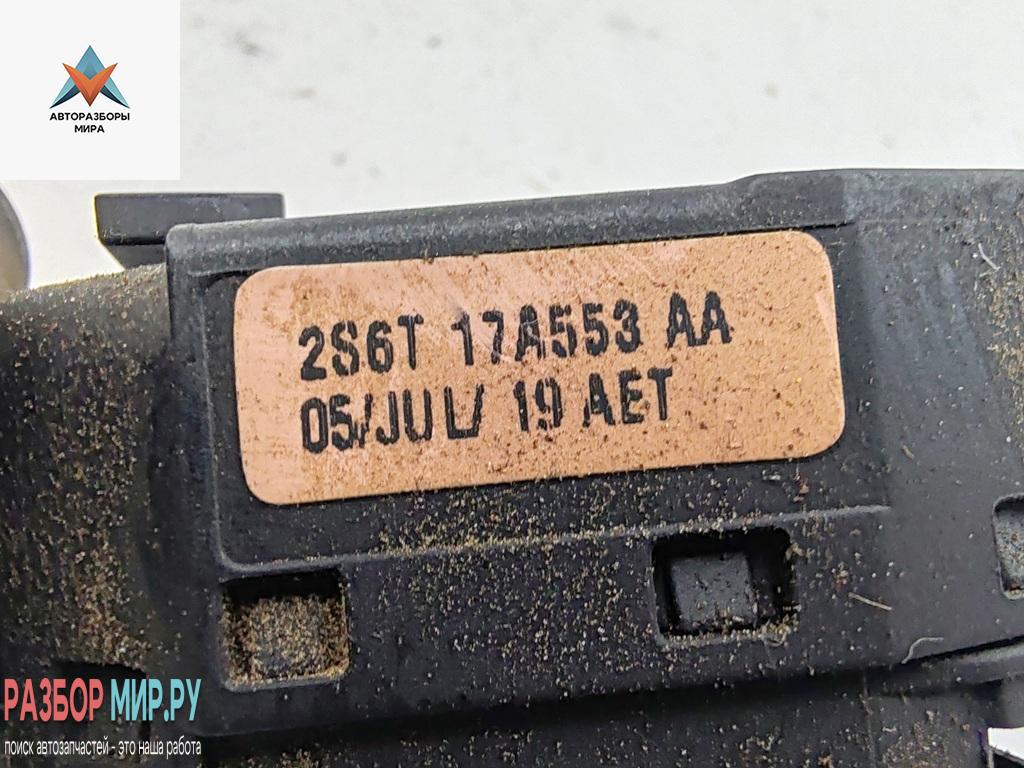 АВТОРАЗБОРЫ
МИРА
2S6T 17A553 AA
05/JUL/ 19 AET
РАЗБОР МИР.РУ
поиск автозапчастей - это наша работа